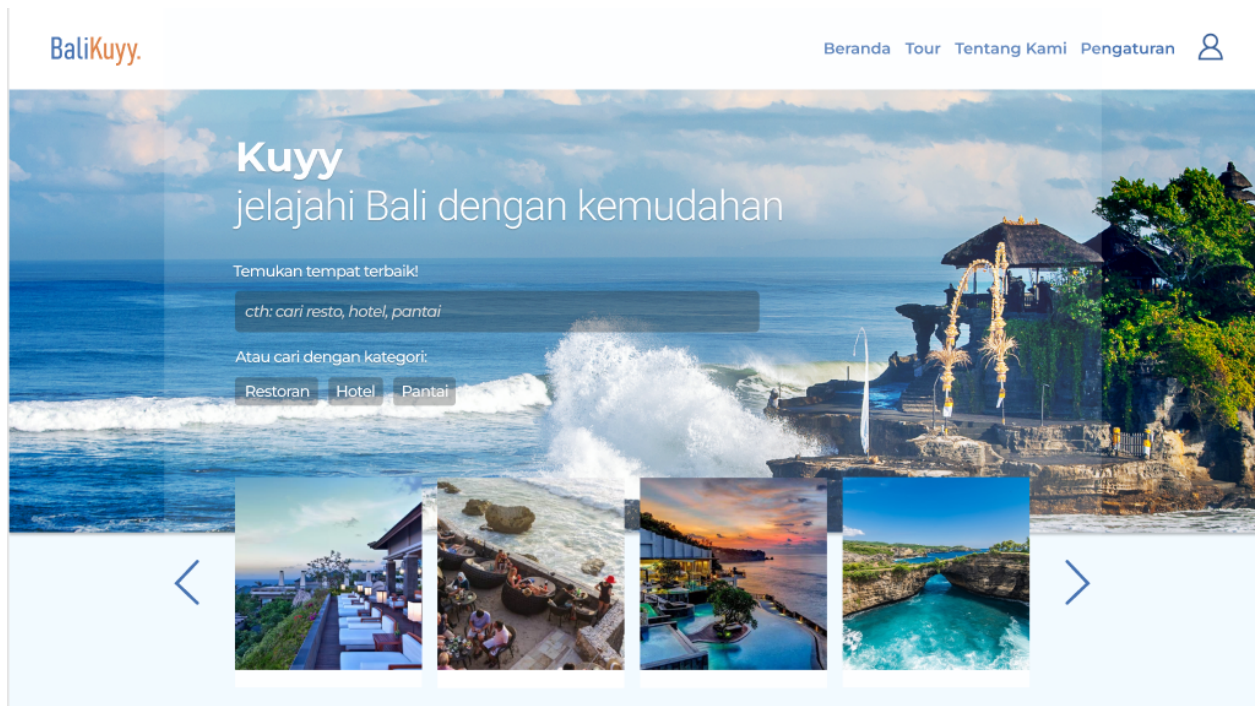 BaliKuyy.
Beranda Tour Tentang Kami Pengaturan
Kuyy
jelajahi Bali dengan kemudahan
Temukan tempat terbaik!
cth: cari resto, hotel, pantai
Atau cari dengan kategori:
Restoran Hotel Pantai